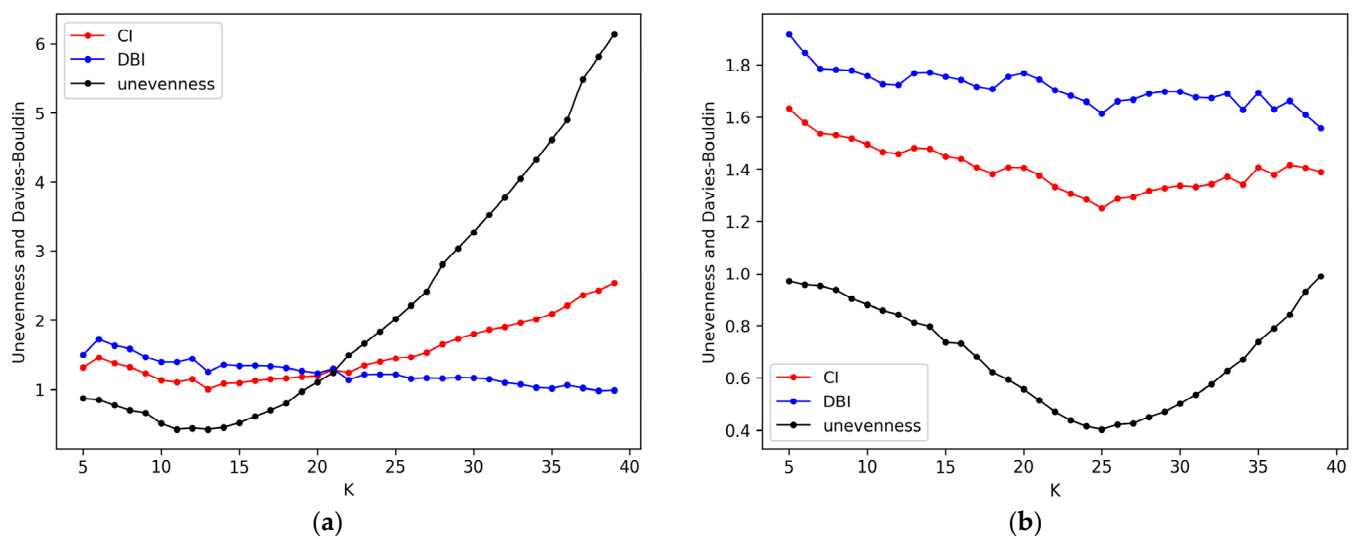 CI
DBI
unevenness
6
5
4
3
2
1
Unevenness and Davies-Bouldin
5 10 15 20 25 30 35 40
K
(a)
1.8
1.6
1.4
1.2
1.0
0.8
0.6
0.4
Unevenness and Davies-Bouldin
CI
DBI
unevenness
5 10 15 20 25 30 35 40
K
(b)